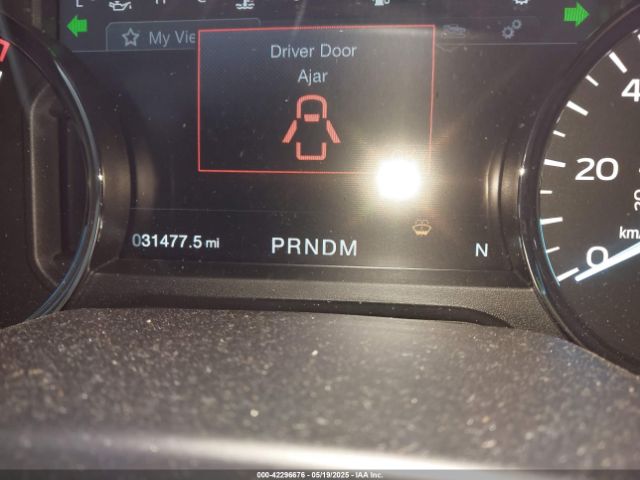 My Vie
Driver Door
Ajar
031477.5 mi
PRNDM
N
20
0
km/
000-42296676 - 05/19/2025 - IAA Inc.